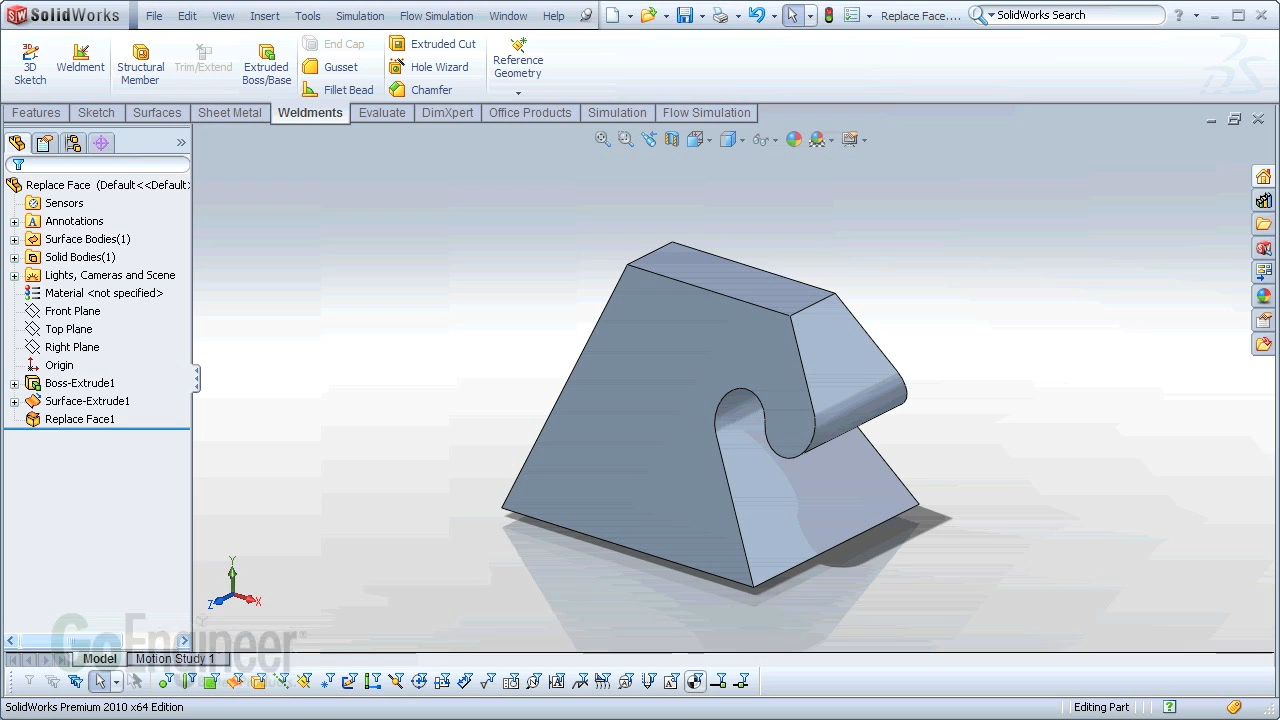 SolidWorks File Edit View Insert Tools Simulation Flow Simulation Window Help Replace Face.... SolidWorks Search
3D Sketch
Weldment
Structural Member
Trim/Extend
Extruded Boss/Base
End Cap
Gusset
Fillet Bead
Extruded Cut
Hole Wizard
Chamfer
Reference Geometry
Features Sketch Surfaces Sheet Metal Weldments Evaluate DimXpert Office Products Simulation Flow Simulation
Replace Face (Default<<Default
Sensors
Annotations
Surface Bodies(1)
Solid Bodies(1)
Lights, Cameras and Scene
Material <not specified>
Front Plane
Top Plane
Right Plane
Origin
Boss-Extrude1
Surface-Extrude1
Replace Face1
Y
Z X
GoEngineer
Model Motion Study 1
SolidWorks Premium 2010 x64 Edition Editing Part